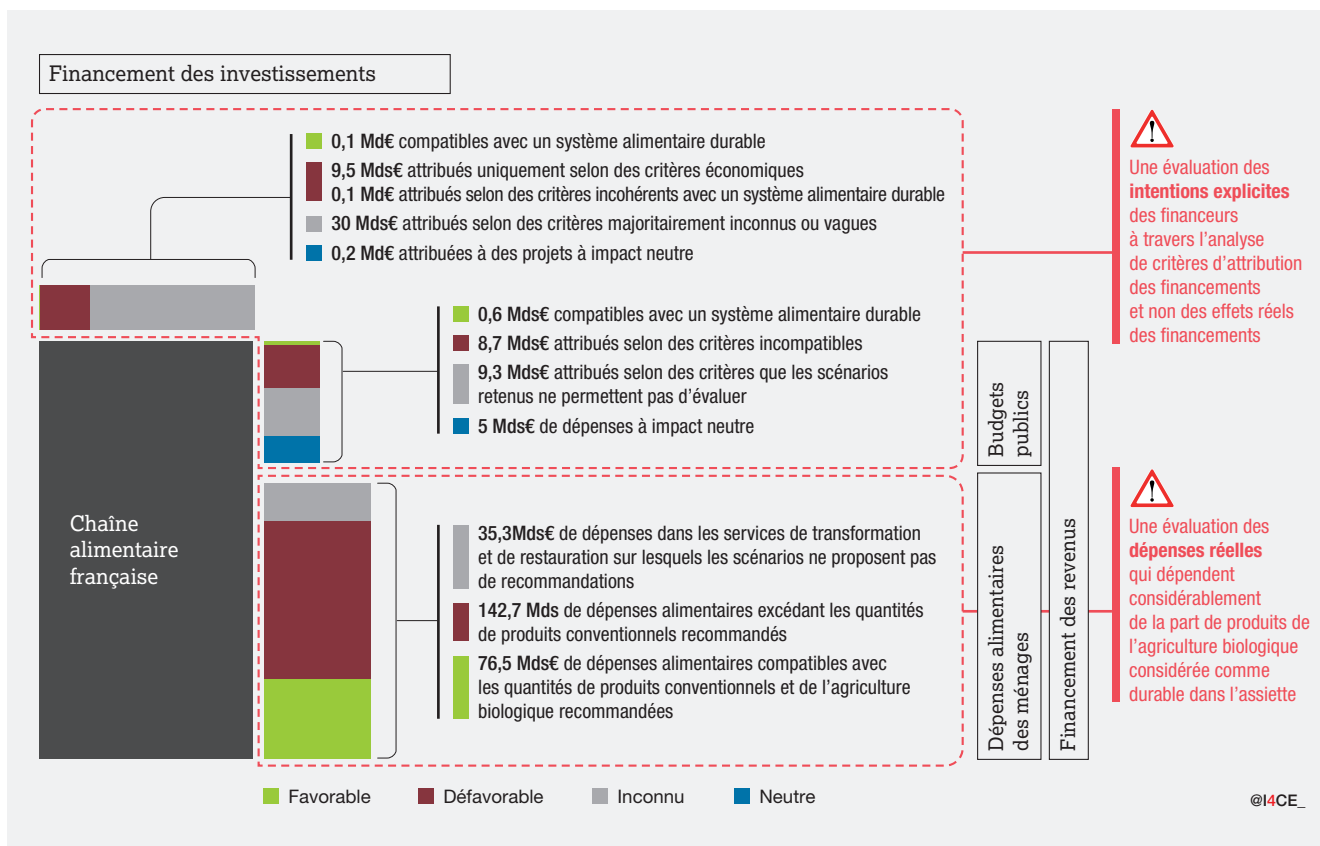 Financement des investissements
0,1 Md€ compatibles avec un système alimentaire durable
9,5 Mds€ attribués uniquement selon des critères économiques
0,1 Md€ attribués selon des critères incohérents avec un système alimentaire durable
30 Mds€ attribués selon des critères majoritairement inconnus ou vagues
0,2 Md€ attribuées à des projets à impact neutre
Une évaluation des
intentions explicites
des financeurs
à travers l'analyse
de critères d'attribution
des financements
et non des effets réels
des financements
0,6 Mds€ compatibles avec un système alimentaire durable
8,7 Mds€ attribués selon des critères incompatibles
9,3 Mds€ attribués selon des critères que les scénarios
retenus ne permettent pas d'évaluer
5 Mds€ de dépenses à impact neutre
Budgets
publics
Chaîne
alimentaire
française
35,3Mds€ de dépenses dans les services de transformation
et de restauration sur lesquels les scénarios ne proposent pas
de recommandations
142,7 Mds de dépenses alimentaires excédant les quantités
de produits conventionnels recommandés
76,5 Mds€ de dépenses alimentaires compatibles avec
les quantités de produits conventionnels et de l'agriculture
biologique recommandées
Dépenses alimentaires
des ménages
Financement des revenus
Une évaluation des
dépenses réelles
qui dépendent
considérablement
de la part de produits de
l'agriculture biologique
considérée comme
durable dans l'assiette
Favorable
Défavorable
Inconnu
Neutre
@I4CE_